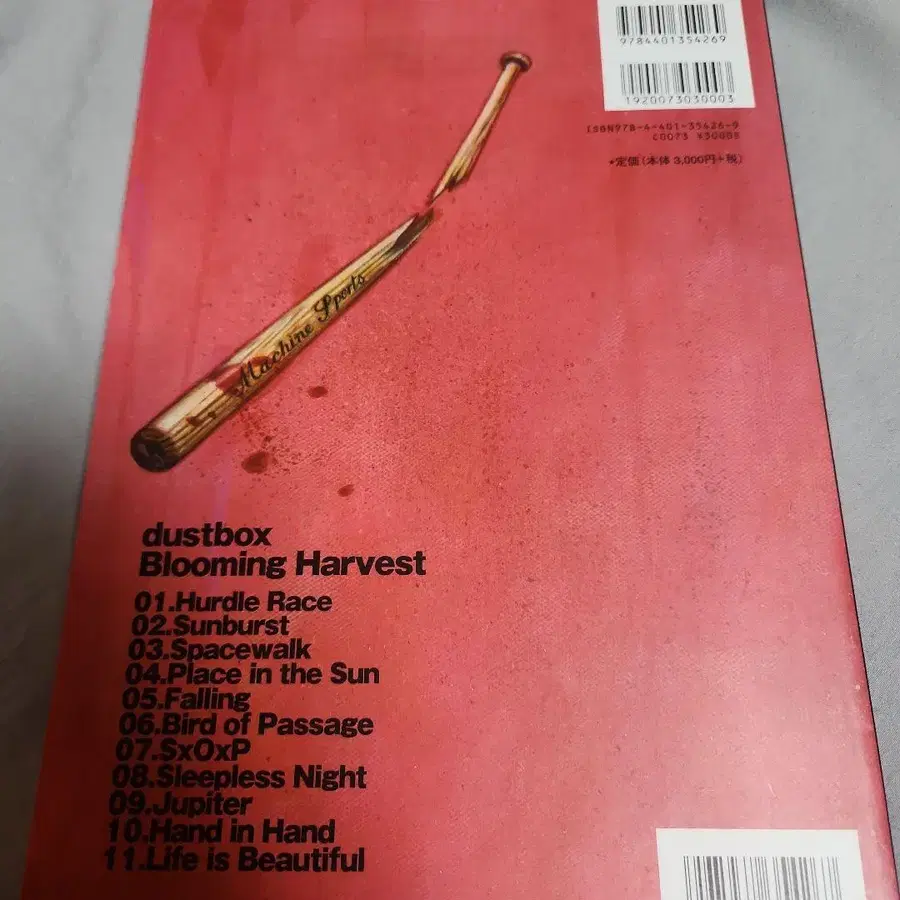 9784401354269
1920073030003
ISBN978-4-401-35426-9
C0073 ¥3000E
•定価(本体 3,000円+税)
Machine Sports
dustbox
Blooming Harvest
01.Hurdle Race
02.Sunburst
03.Spacewalk
04.Place in the Sun
05.Falling
06.Bird of Passage
07.SxOxP
08.Sleepless Night
09.Jupiter
10.Hand in Hand
11.Life is Beautiful